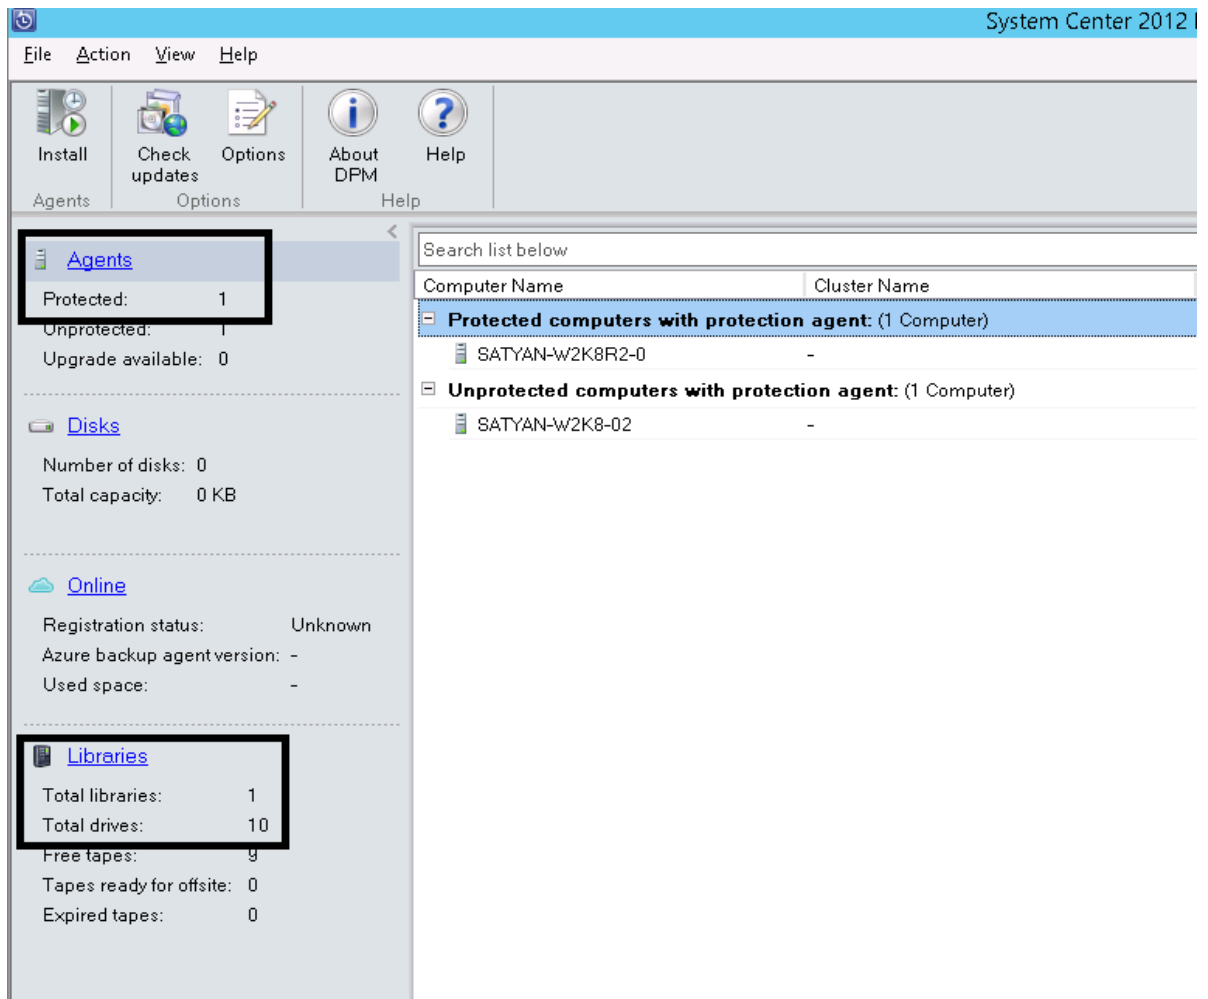 System Center 2012
File Action View Help
Install
Check updates
Options
About DPM
Help
Agents
Options
Help
Agents
Protected: 1
Unprotected: 1
Upgrade available: 0
Disks
Number of disks: 0
Total capacity: 0 KB
Online
Registration status: Unknown
Azure backup agent version: -
Used space: -
Libraries
Total libraries: 1
Total drives: 10
Free tapes: 9
Tapes ready for offsite: 0
Expired tapes: 0
Search list below
Computer Name Cluster Name
Protected computers with protection agent: (1 Computer)
SATYAN-W2K8R2-0 -
Unprotected computers with protection agent: (1 Computer)
SATYAN-W2K8-02 -